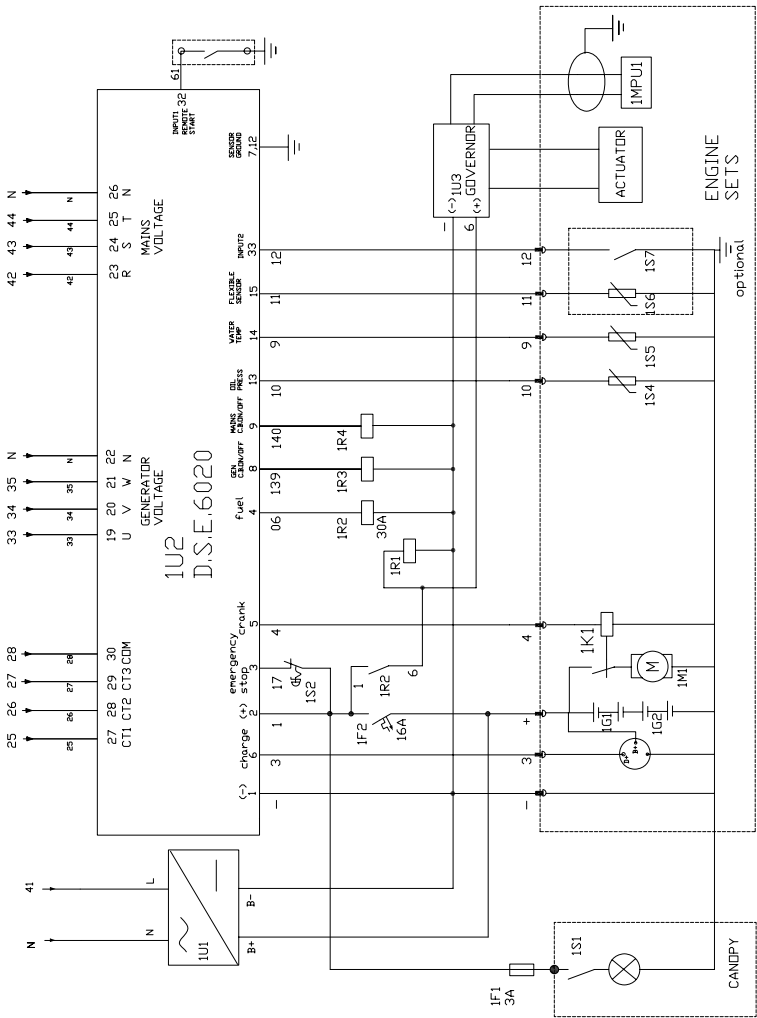 N
44
43
42
N
35
34
33
28
27
26
25
N
44
43
42
N
35
34
33
28
27
26
25
26 25 24 23
N T S R
MAINS
VOLTAGE
22 21 20 19
N W V U
GENERATOR
VOLTAGE
30 29 28 27
COM CT3 CT2 CT1
1U2
D.S.E.6020
61
32
INPUT1
REMOTE
START
SENSOR
GROUND
7,12
INPUT2
33
12
FLEXIBLE
SENSOR
15
11
WATER
TEMP
14
9
OIL
PRESS
13
10
MAINS
C.B.ON/OFF
9
140
GEN
C.B.ON/OFF
8
139
fuel
4
06
crank
5
4
emergency
stop
3
17
(+)
2
1
charge
6
3
(-)
1
-
1R4
1R3
1R2
30A
1R1
1S2
1
1R2
6
1F2
16A
1U3
GOVERNOR
(-)
(+)
-
6
1MPU1
ACTUATOR
ENGINE
SETS
12
11
9
10
4
+
3
-
1S7
1S6
1S5
1S4
optional
1K1
M
1M1
1G1
1G2
D+
B+
41
N
L
N
1U1
B-
B+
1F1
3A
1S1
CANOPY